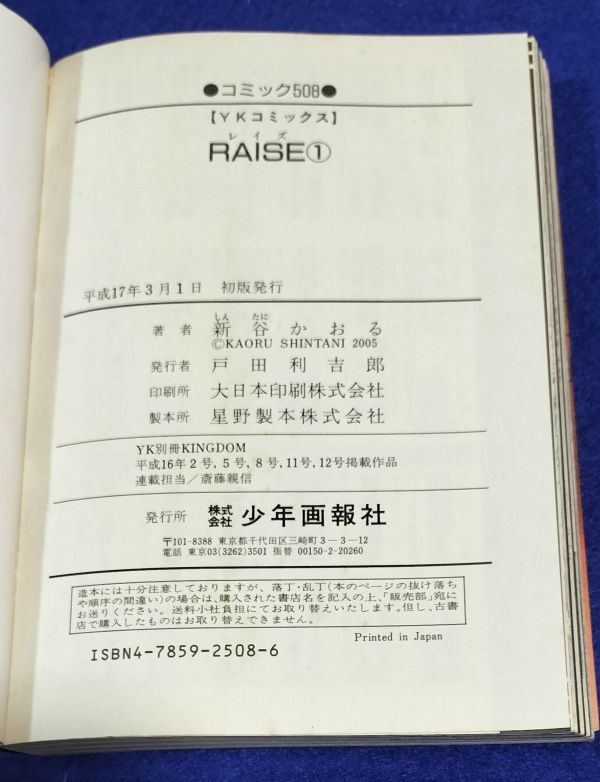 ●コミック508●
【YKコミックス】
レイズ
RAISE①
平成17年3月1日 初版発行
しん たに
著者 新谷かおる
©KAORU SHINTANI 2005
発行者 戸田利吉郎
印刷所 大日本印刷株式会社
製本所 星野製本株式会社
YK別冊KINGDOM
平成16年2号,5号,8号,11号,12号掲載作品
連載担当/斎藤親信
発行所 株式会社 少年画報社
〒101-8388 東京都千代田区三崎町3-3-12
電話 東京03(3262)3501 振替 00150-2-20260
造本には十分注意しておりますが、落丁・乱丁(本のページの抜け落ち
や順序の間違い)の場合は、購入された書店名を記入の上、「販売部」宛に
お送りください。送料小社負担にてお取り替えいたします。但し、古書
店で購入したものはお取り替えできません。
Printed in Japan
ISBN4-7859-2508-6